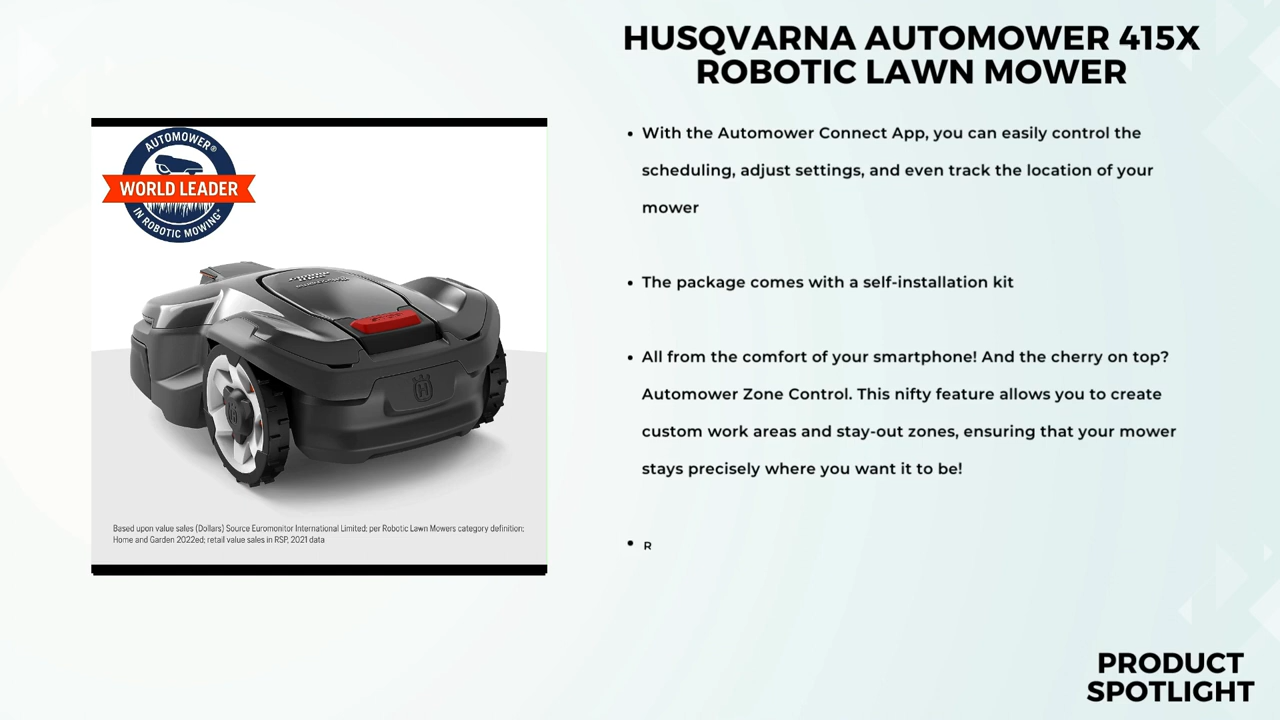 HUSQVARNA AUTOMOWER 415X
ROBOTIC LAWN MOWER
AUTOMOWER®
WORLD LEADER
IN ROBOTIC MOWING*
Based upon value sales (Dollars) Source Euromonitor International Limited; per Robotic Lawn Mowers category definition;
Home and Garden 2022ed; retail value sales in RSP, 2021 data
• With the Automower Connect App, you can easily control the
scheduling, adjust settings, and even track the location of your
mower
• The package comes with a self-installation kit
• All from the comfort of your smartphone! And the cherry on top?
Automower Zone Control. This nifty feature allows you to create
custom work areas and stay-out zones, ensuring that your mower
stays precisely where you want it to be!
• R
PRODUCT
SPOTLIGHT